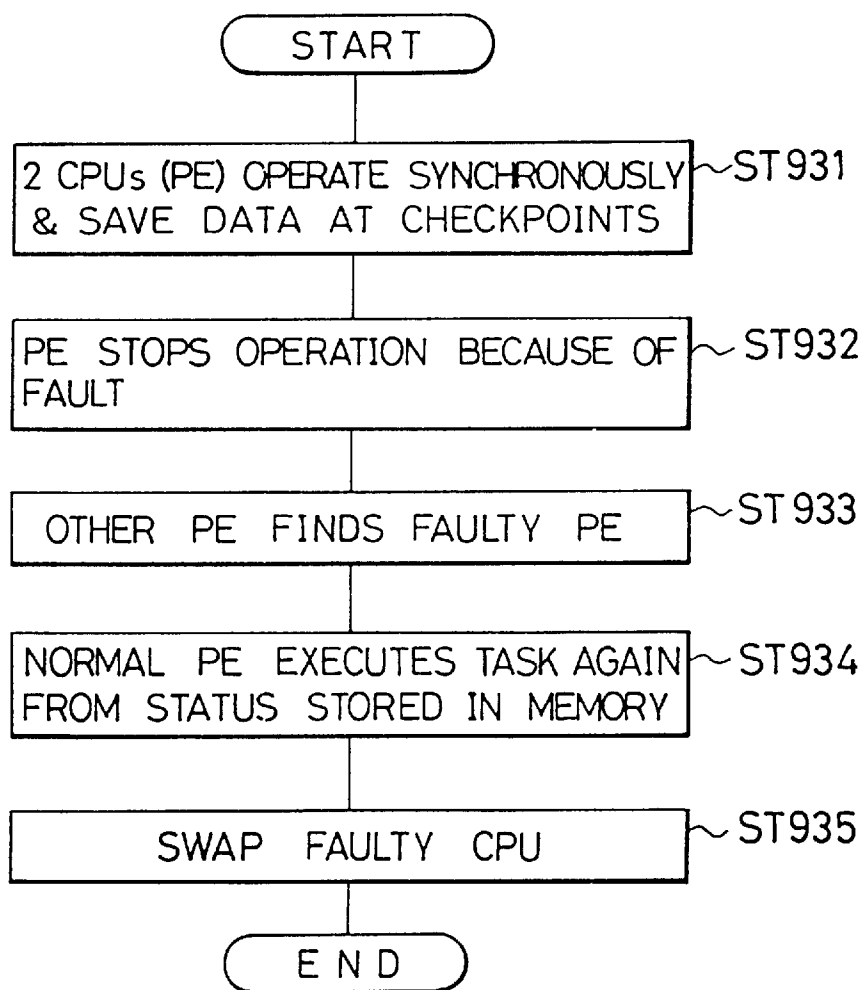 START
2 CPUs (PE) OPERATE SYNCHRONOUSLY
& SAVE DATA AT CHECKPOINTS
ST931
PE STOPS OPERATION BECAUSE OF
FAULT
ST932
OTHER PE FINDS FAULTY PE
ST933
NORMAL PE EXECUTES TASK AGAIN
FROM STATUS STORED IN MEMORY
ST934
SWAP FAULTY CPU
ST935
END